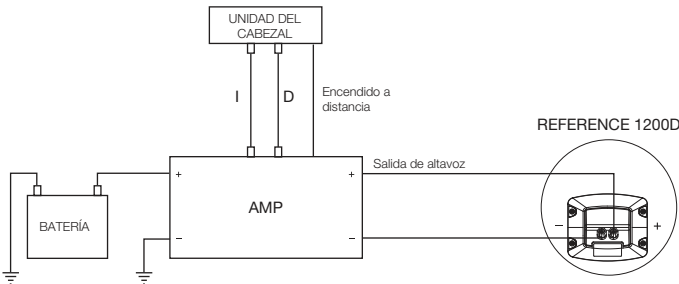 UNIDAD DEL
CABEZAL
I
D
Encendido a
distancia
REFERENCE 1200D
Salida de altavoz
+
+
AMP
BATERÍA
–
+
–
–